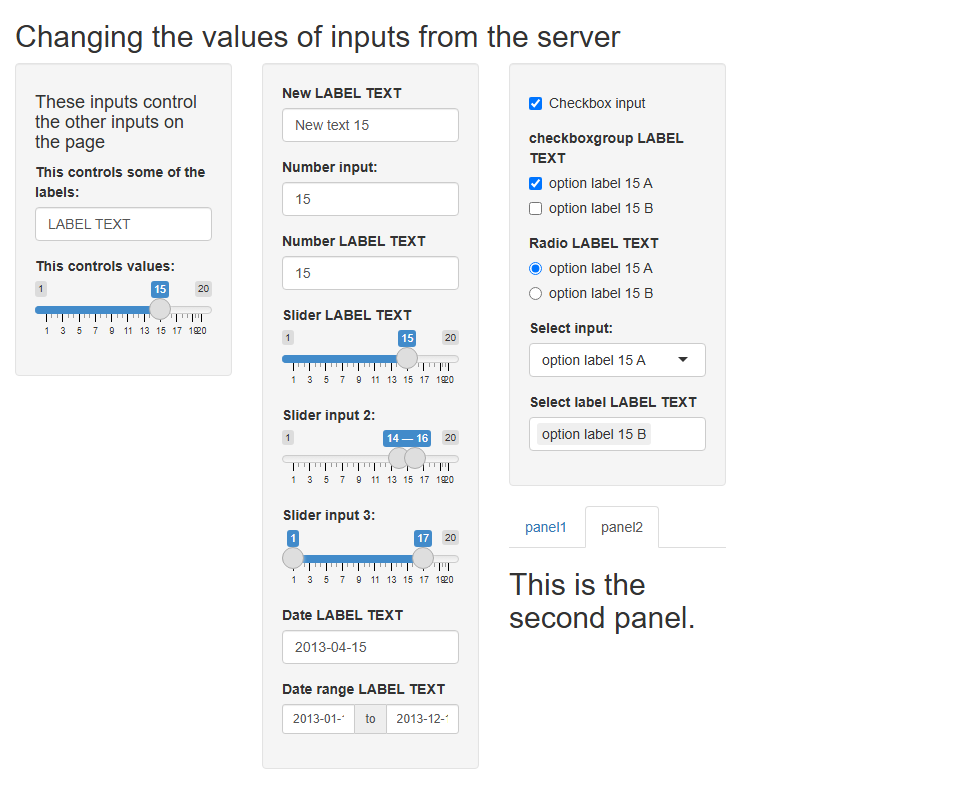 Changing the values of inputs from the server
These inputs control
the other inputs on
the page
This controls some of the
labels:
LABEL TEXT
This controls values:
1 15 20
1 3 5 7 9 11 13 15 17 19 20
New LABEL TEXT
New text 15
Number input:
15
Number LABEL TEXT
15
Slider LABEL TEXT
1 15 20
1 3 5 7 9 11 13 15 17 19 20
Slider input 2:
1 14 — 16 20
1 3 5 7 9 11 13 15 17 19 20
Slider input 3:
1 17 20
1 3 5 7 9 11 13 15 17 19 20
Date LABEL TEXT
2013-04-15
Date range LABEL TEXT
2013-01- to 2013-12-
Checkbox input
checkboxgroup LABEL
TEXT
option label 15 A
option label 15 B
Radio LABEL TEXT
option label 15 A
option label 15 B
Select input:
option label 15 A
Select label LABEL TEXT
option label 15 B
panel1 panel2
This is the
second panel.